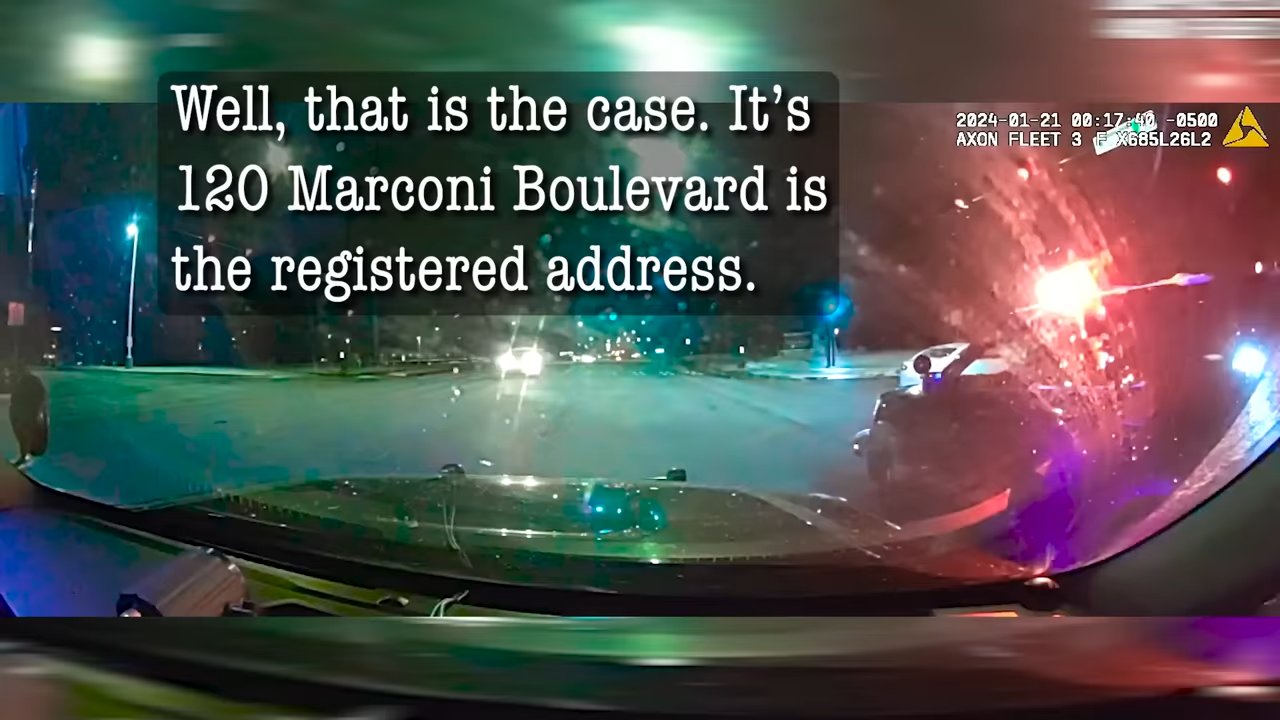 Well, that is the case. It’s
120 Marconi Boulevard is
the registered address.
2024-01-21 00:17:40 -0500
AXON FLEET 3 F X685L26L2